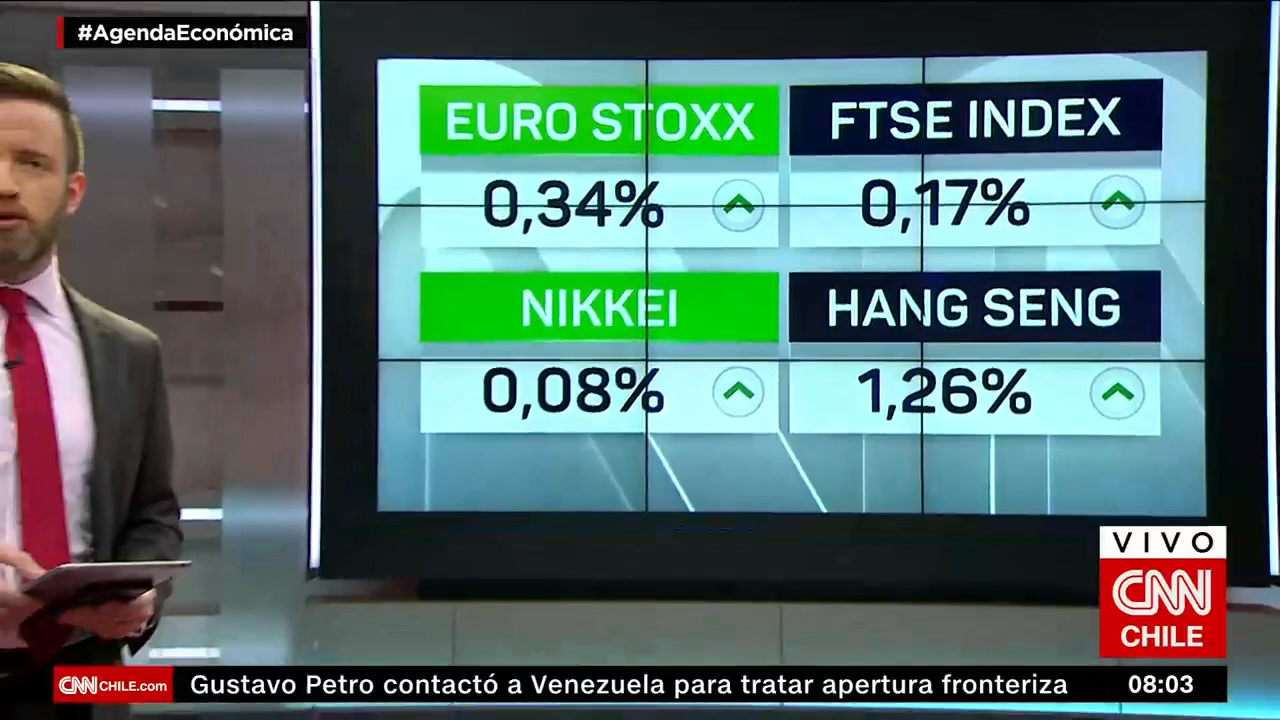 #AgendaEconómica
EURO STOXX
FTSE INDEX
0,34%
0,17%
NIKKEI
HANG SENG
0,08%
1,26%
VIVO
CNN
CHILE
CNNCHILE.com
Gustavo Petro contactó a Venezuela para tratar apertura fronteriza
08:03